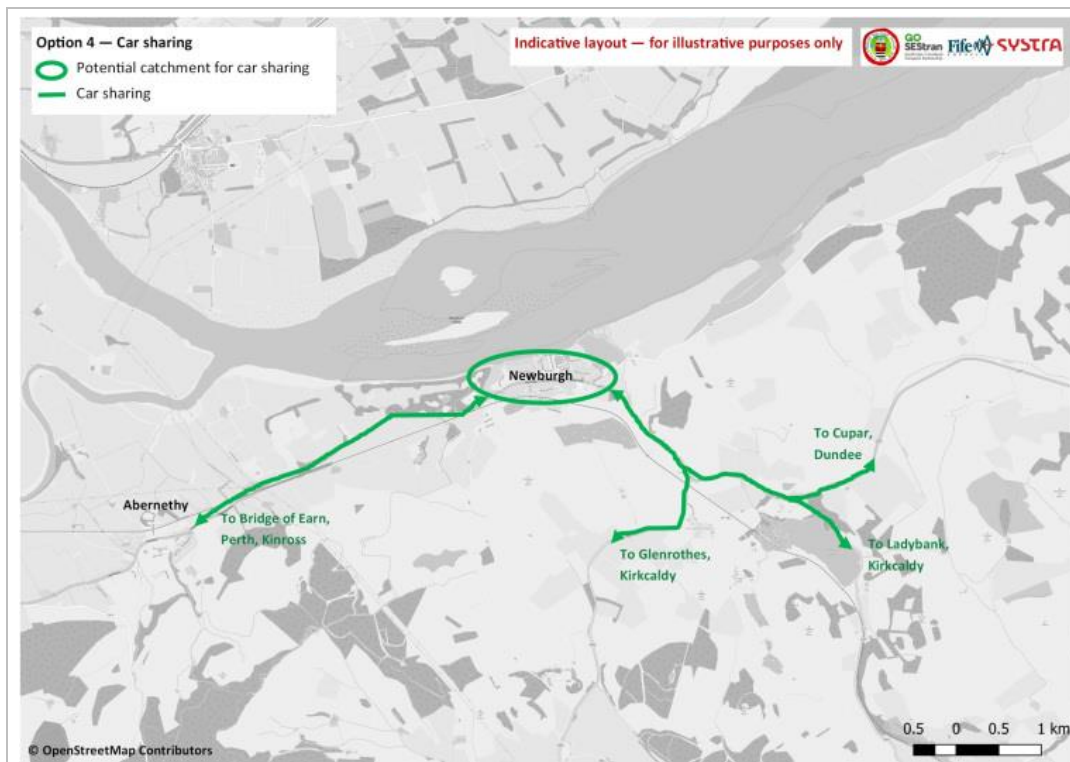 Option 4 — Car sharing
Potential catchment for car sharing
Car sharing
Indicative layout — for illustrative purposes only
GO
SEStran
Fife
SYSTRA
Newburgh
To Cupar,
Dundee
Abernethy
To Bridge of Earn,
Perth, Kinross
To Glenrothes,
Kirkcaldy
To Ladybank,
Kirkcaldy
0.5 0 0.5 1 km
© OpenStreetMap Contributors